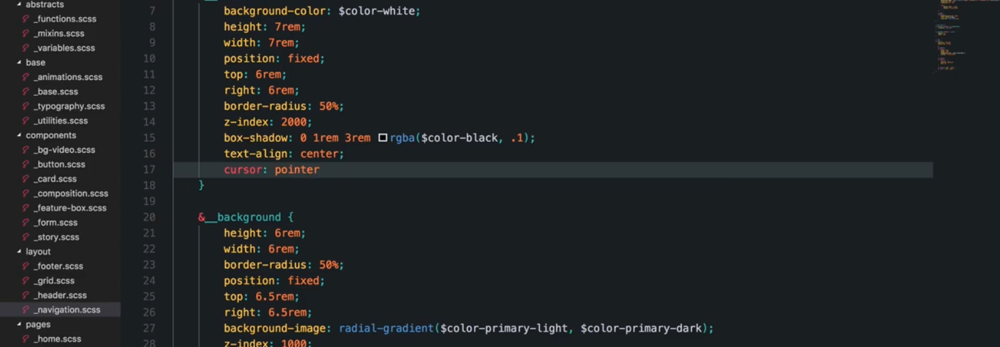 abstracts
_functions.scss
_mixins.scss
_variables.scss
base
_animations.scss
_base.scss
_typography.scss
_utilities.scss
components
_bg-video.scss
_button.scss
_card.scss
_composition.scss
_feature-box.scss
_form.scss
_story.scss
layout
_footer.scss
_grid.scss
_header.scss
_navigation.scss
pages
_home.scss
7 background-color: $color-white;
8 height: 7rem;
9 width: 7rem;
10 position: fixed;
11 top: 6rem;
12 right: 6rem;
13 border-radius: 50%;
14 z-index: 2000;
15 box-shadow: 0 1rem 3rem rgba($color-black, .1);
16 text-align: center;
17 cursor: pointer
18 }
19
20 &__background {
21 height: 6rem;
22 width: 6rem;
23 border-radius: 50%;
24 position: fixed;
25 top: 6.5rem;
26 right: 6.5rem;
27 background-image: radial-gradient($color-primary-light, $color-primary-dark);
28 z-index: 1000;